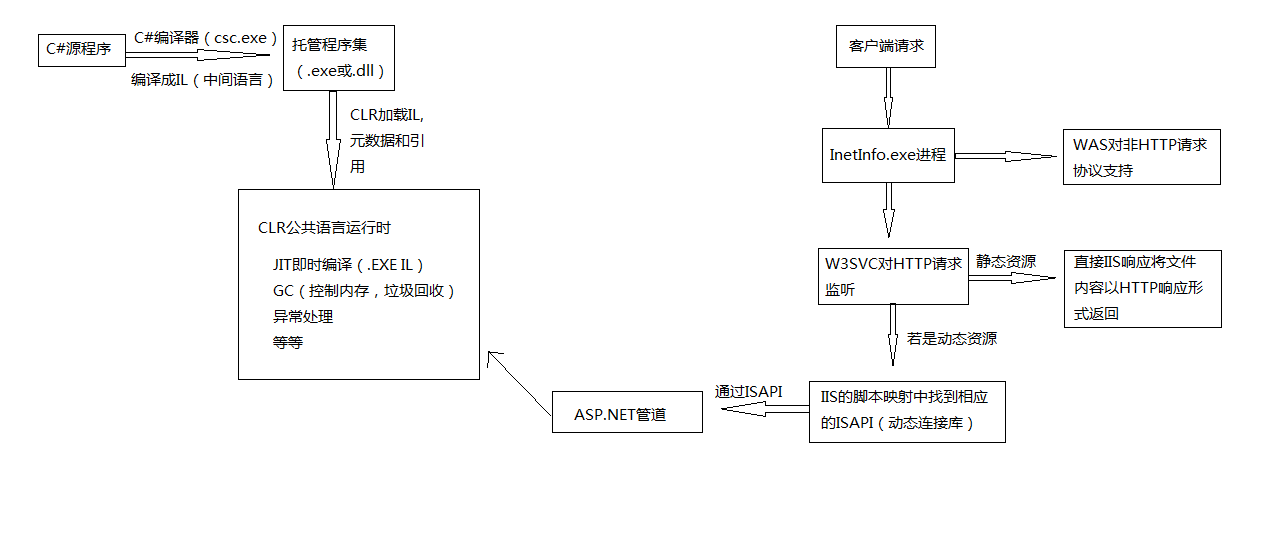 C#源程序
C#编译器（csc.exe）
编译成IL（中间语言）
托管程序集
（.exe或.dll）
CLR加载IL,
元数据和引
用
CLR公共语言运行时
JIT即时编译（.EXE IL）
GC（控制内存，垃圾回收）
异常处理
等等
客户端请求
InetInfo.exe进程
WAS对非HTTP请求
协议支持
W3SVC对HTTP请求
监听
静态资源
直接IIS响应将文件
内容以HTTP响应形
式返回
若是动态资源
IIS的脚本映射中找到相应
的ISAPI（动态连接库）
通过ISAPI
ASP.NET管道